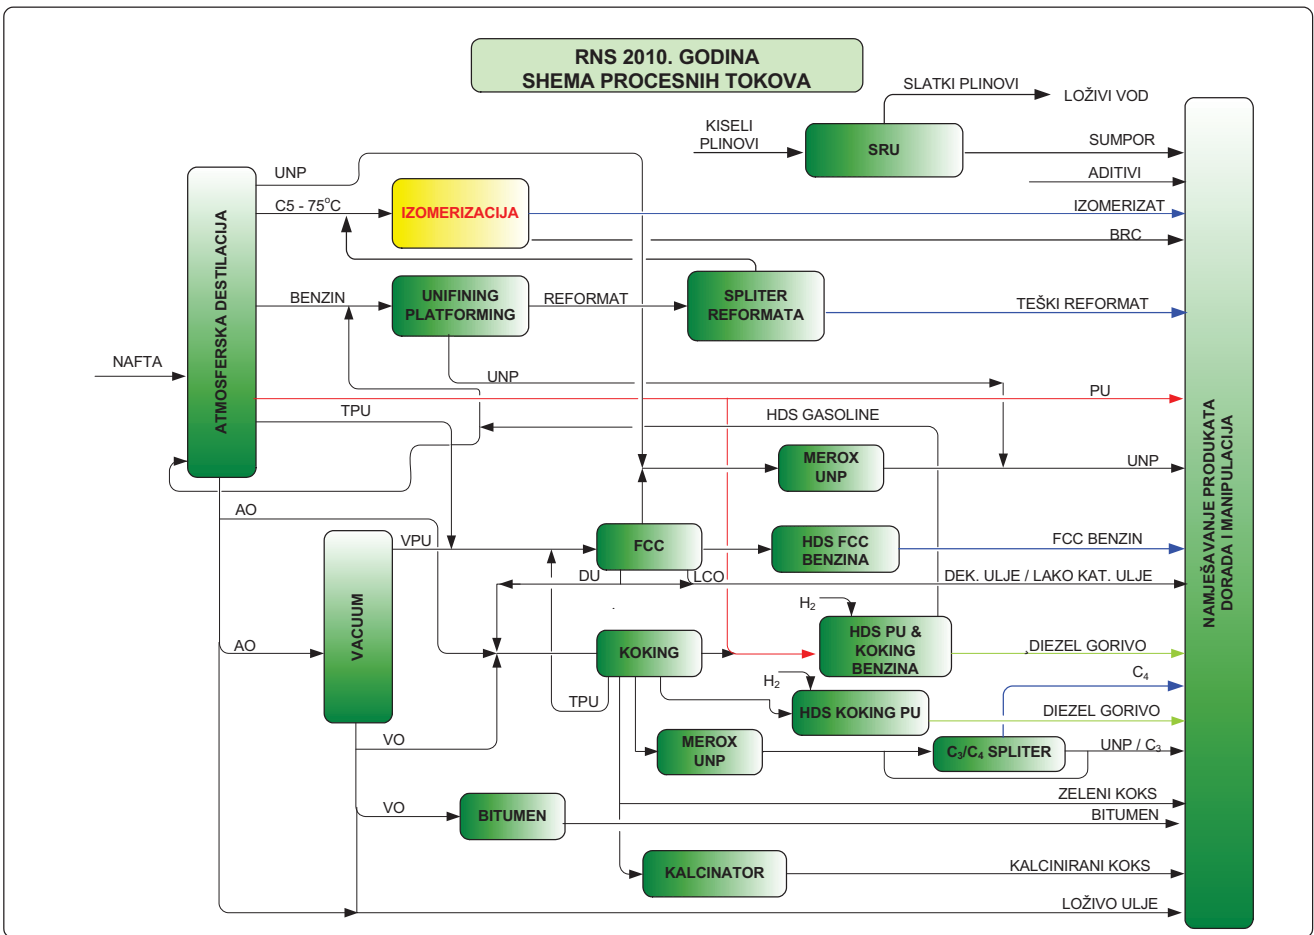 RNS 2010. GODINA
SHEMA PROCESNIH TOKOVA
SLATKI PLINOVI
LOŽIVI VOD
KISELI
PLINOVI
SRU
SUMPOR
ADITIVI
UNP
C5 - 75°C
IZOMERIZACIJA
IZOMERIZAT
BRC
ATMOSFERSKA DESTILACIJA
BENZIN
UNIFINING
PLATFORMING
REFORMAT
SPLITER
REFORMATA
TEŠKI REFORMAT
NAFTA
UNP
PU
TPU
HDS GASOLINE
MEROX
UNP
UNP
NAMJEŠAVANJE PRODUKATA
DORADA I MANIPULACIJA
AO
VACUUM
VPU
FCC
HDS FCC
BENZINA
FCC BENZIN
DU
LCO
DEK. ULJE / LAKO KAT. ULJE
H2
AO
KOKING
HDS PU &
KOKING
BENZINA
DIEZEL GORIVO
H2
C4
TPU
HDS KOKING PU
DIEZEL GORIVO
VO
MEROX
UNP
C3/C4 SPLITER
UNP / C3
ZELENI KOKS
VO
BITUMEN
BITUMEN
KALCINATOR
KALCINIRANI KOKS
LOŽIVO ULJE